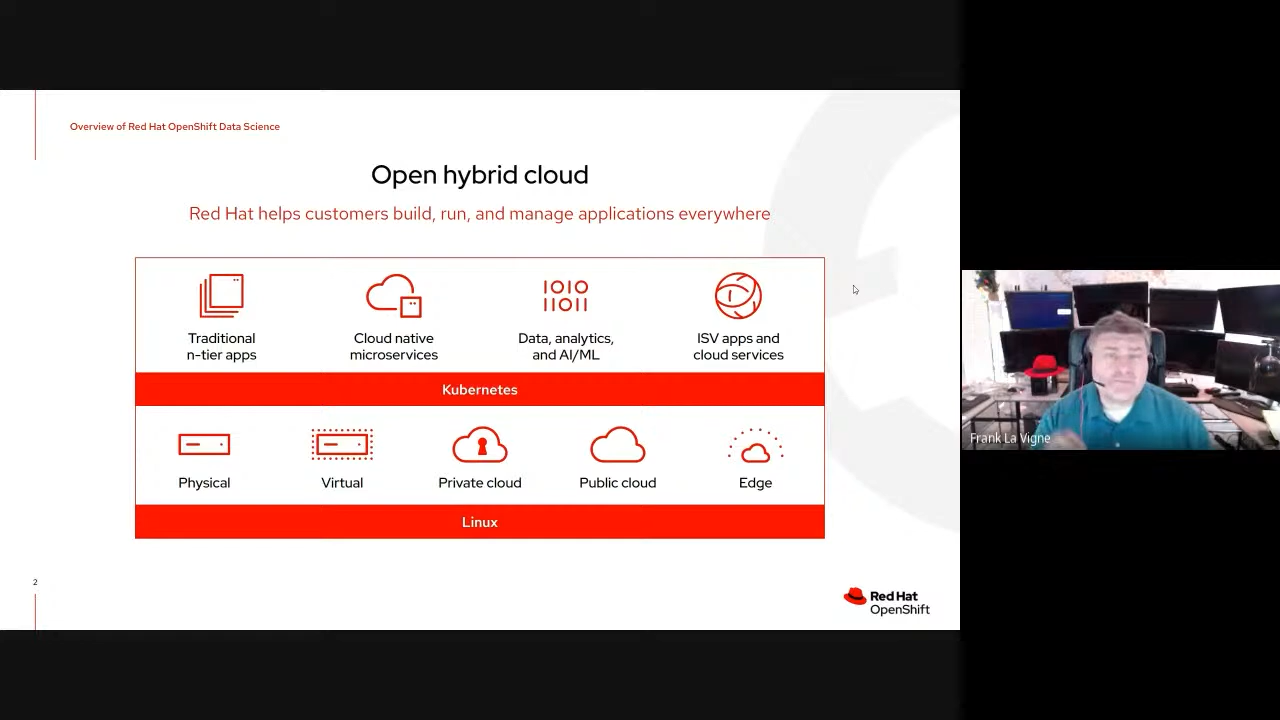 Overview of Red Hat OpenShift Data Science
Open hybrid cloud
Red Hat helps customers build, run, and manage applications everywhere
1010
11011
Traditional
n-tier apps
Cloud native
microservices
Data, analytics,
and AI/ML
ISV apps and
cloud services
Kubernetes
Physical
Virtual
Private cloud
Public cloud
Edge
Linux
2
Red Hat
OpenShift
Frank La Vigne